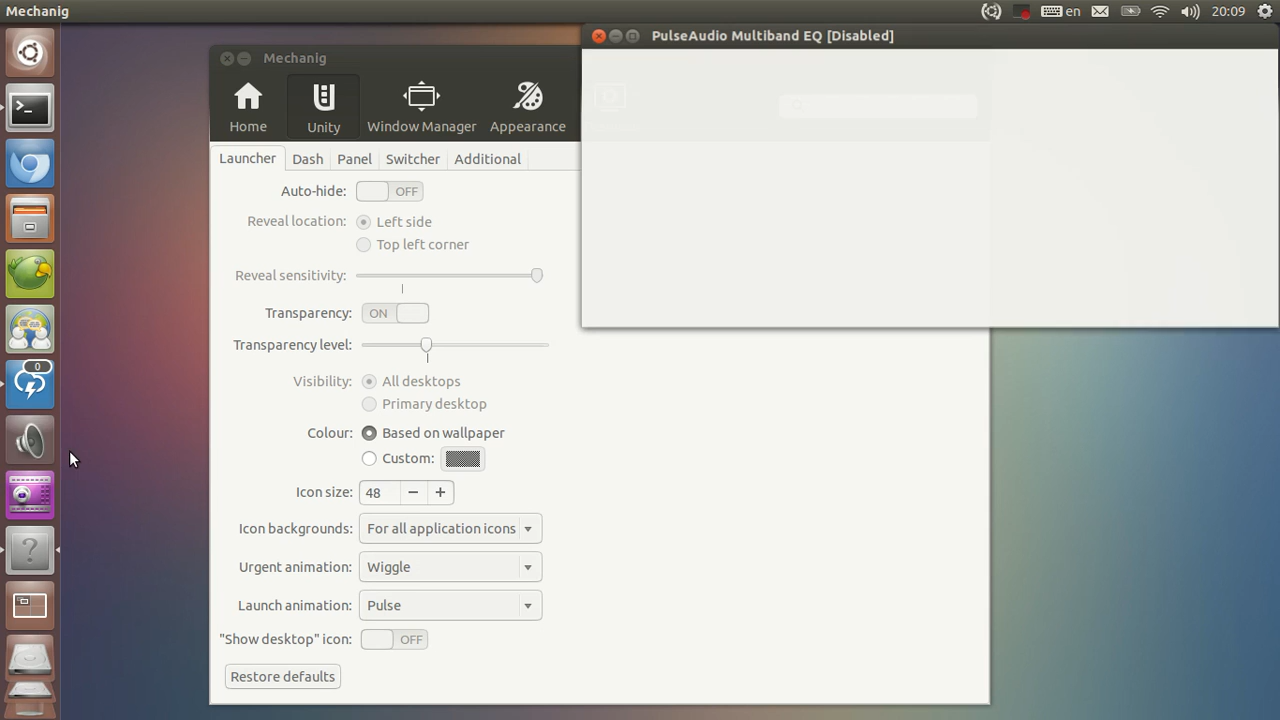 Mechanig
en
20:09
PulseAudio Multiband EQ [Disabled]
Mechanig
Home
Unity
Window Manager
Appearance
Launcher
Dash
Panel
Switcher
Additional
Auto-hide:
OFF
Reveal location:
Left side
Top left corner
Reveal sensitivity:
Transparency:
ON
Transparency level:
Visibility:
All desktops
Primary desktop
Colour:
Based on wallpaper
Custom:
Icon size:
48
Icon backgrounds:
For all application icons
Urgent animation:
Wiggle
Launch animation:
Pulse
"Show desktop" icon:
OFF
Restore defaults
0